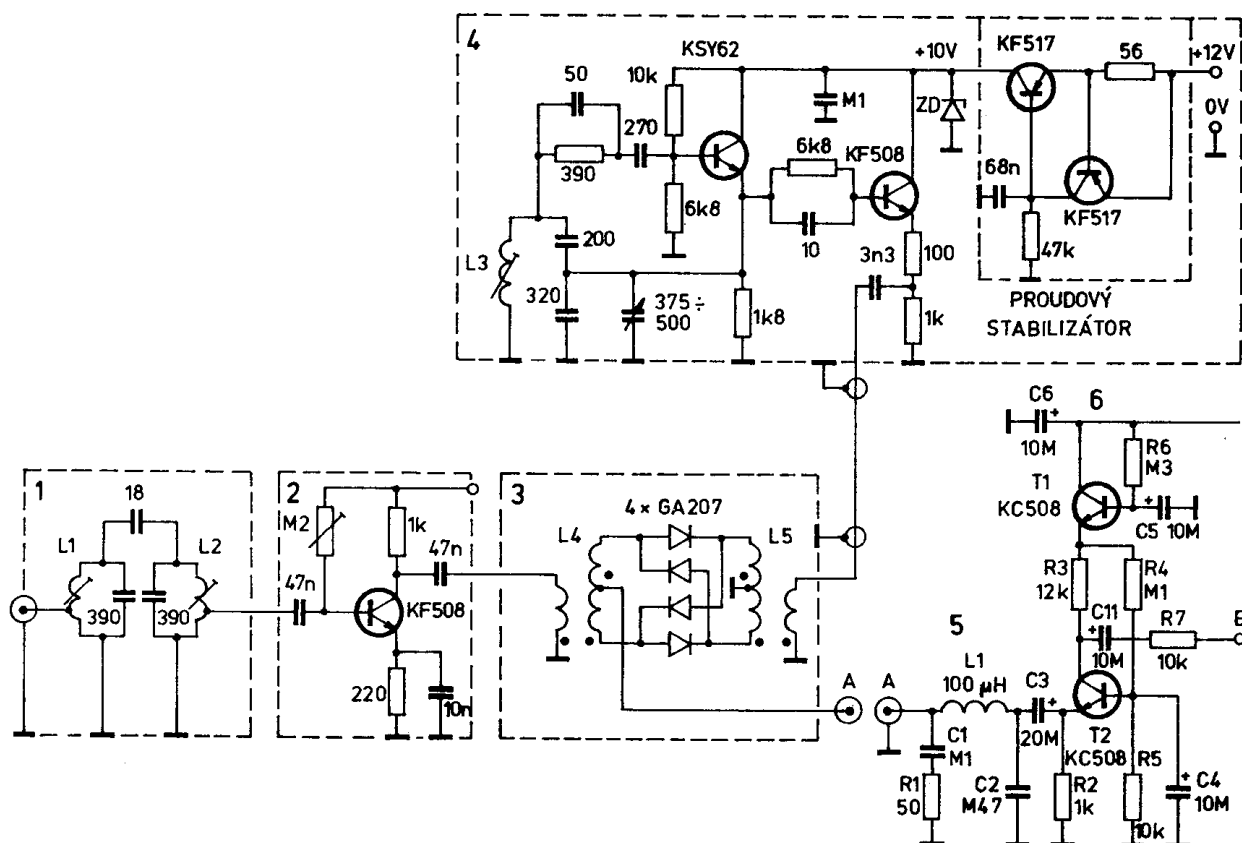 4
KSY62
KF517
56
+10V
+12V
50
10k
M1
ZD
0V
270
390
6k8
KF508
68n
6k8
KF517
10
L3
200
3n3
100
47k
320
375 ÷
500
1k8
1k
PROUDOVÝ
STABILIZÁTOR
C6
+
10M
6
R6
M3
T1
KC508
+
C5
10M
1
18
L1
L2
390
390
2
M2
1k
47n
47n
KF508
220
10n
3
4 × GA207
L4
L5
R3
12k
R4
M1
+
C11
10M
R7
10k
5
A
A
L1
100 µH
C3
+
20M
T2
KC508
C1
M1
R1
50
C2
M47
R2
1k
R5
10k
+
C4
10M